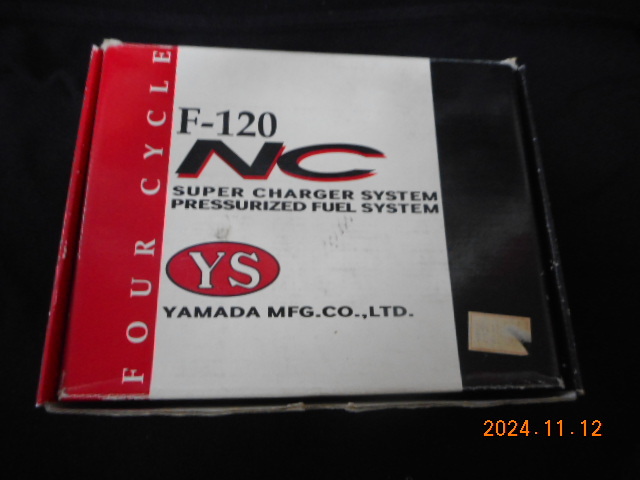 FOUR CYCLE
F-120
NC
SUPER CHARGER SYSTEM
PRESSURIZED FUEL SYSTEM
YS
YAMADA MFG.CO.,LTD.
2024.11.12